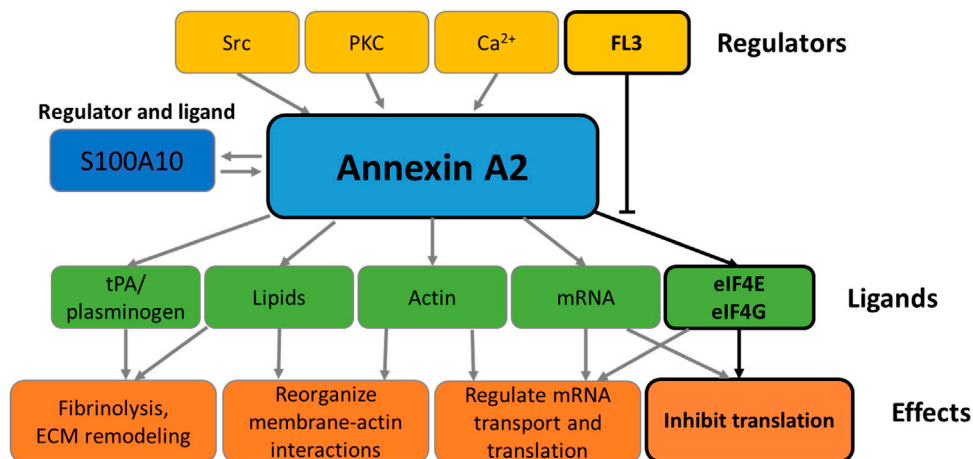 Src
PKC
Ca²⁺
FL3
Regulators
Regulator and ligand
S100A10
Annexin A2
tPA/
plasminogen
Lipids
Actin
mRNA
eIF4E
eIF4G
Ligands
Fibrinolysis,
ECM remodeling
Reorganize
membrane-actin
interactions
Regulate mRNA
transport and
translation
Inhibit translation
Effects